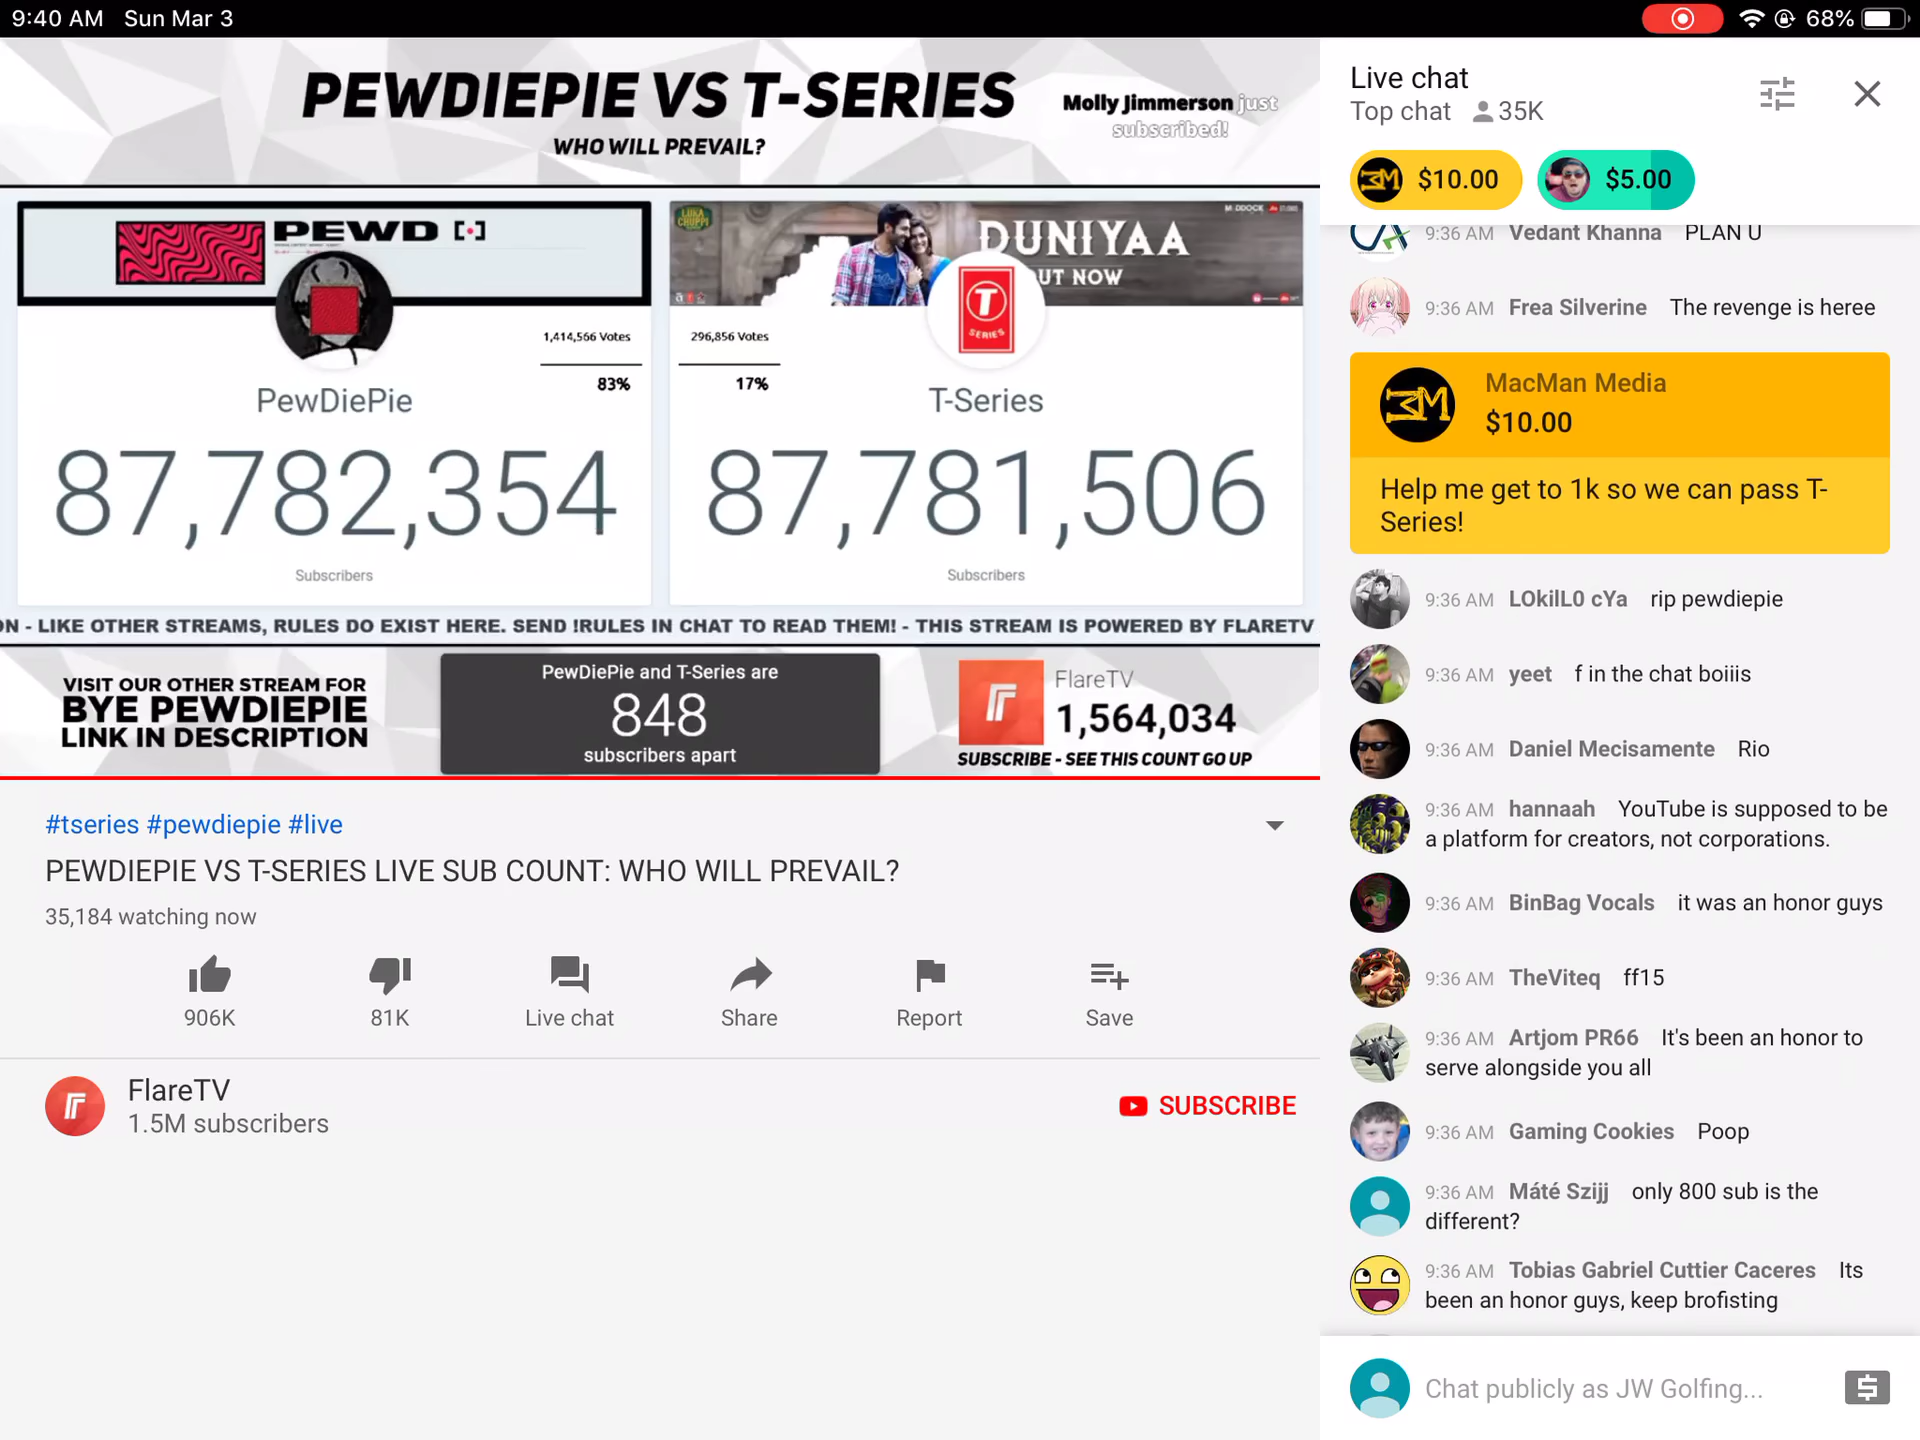 9:40 AM Sun Mar 3
68%
PEWDIEPIE VS T-SERIES
WHO WILL PREVAIL?
Molly Jimmerson just
subscribed!
PEWD
1,414,566 Votes
83%
PewDiePie
87,782,354
Subscribers
LUKA
CHUPPI
DUNIYAA
OUT NOW
T
SERIES
296,856 Votes
17%
T-Series
87,781,506
Subscribers
ON - LIKE OTHER STREAMS, RULES DO EXIST HERE. SEND !RULES IN CHAT TO READ THEM! - THIS STREAM IS POWERED BY FLARETV
VISIT OUR OTHER STREAM FOR
BYE PEWDIEPIE
LINK IN DESCRIPTION
PewDiePie and T-Series are
848
subscribers apart
FlareTV
1,564,034
SUBSCRIBE - SEE THIS COUNT GO UP
#tseries #pewdiepie #live
PEWDIEPIE VS T-SERIES LIVE SUB COUNT: WHO WILL PREVAIL?
35,184 watching now
906K
81K
Live chat
Share
Report
Save
FlareTV
1.5M subscribers
SUBSCRIBE
Live chat
Top chat 35K
$10.00
$5.00
9:36 AM Vedant Khanna PLAN U
9:36 AM Frea Silverine The revenge is heree
MacMan Media
$10.00
Help me get to 1k so we can pass T-
Series!
9:36 AM LOkilL0 cYa rip pewdiepie
9:36 AM yeet f in the chat boiiis
9:36 AM Daniel Mecisamente Rio
9:36 AM hannaah YouTube is supposed to be
a platform for creators, not corporations.
9:36 AM BinBag Vocals it was an honor guys
9:36 AM TheViteq ff15
9:36 AM Artjom PR66 It's been an honor to
serve alongside you all
9:36 AM Gaming Cookies Poop
9:36 AM Máté Szijj only 800 sub is the
different?
9:36 AM Tobias Gabriel Cuttier Caceres Its
been an honor guys, keep brofisting
Chat publicly as JW Golfing...